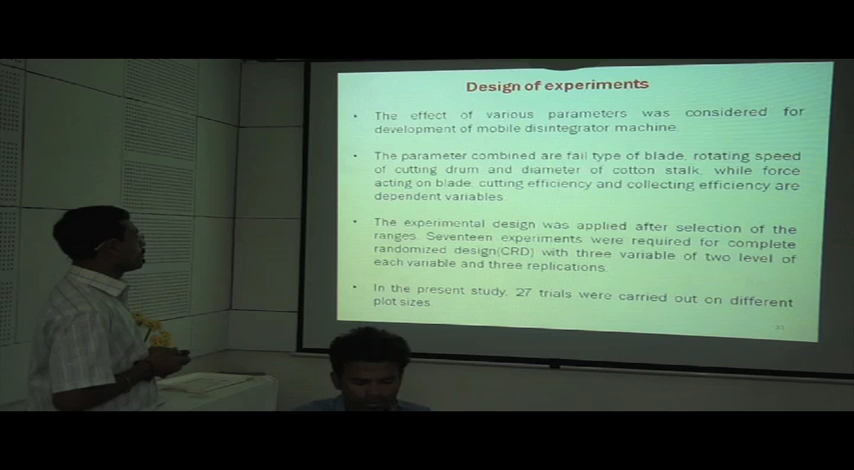 Design of experiments
• The effect of various parameters was considered for
development of mobile disintegrator machine.
• The parameter combined are fail type of blade, rotating speed
of cutting drum and diameter of cotton stalk, while force
acting on blade, cutting efficiency and collecting efficiency are
dependent variables.
• The experimental design was applied after selection of the
ranges. Seventeen experiments were required for complete
randomized design(CRD) with three variable of two level of
each variable and three replications.
• In the present study, 27 trials were carried out on different
plot sizes